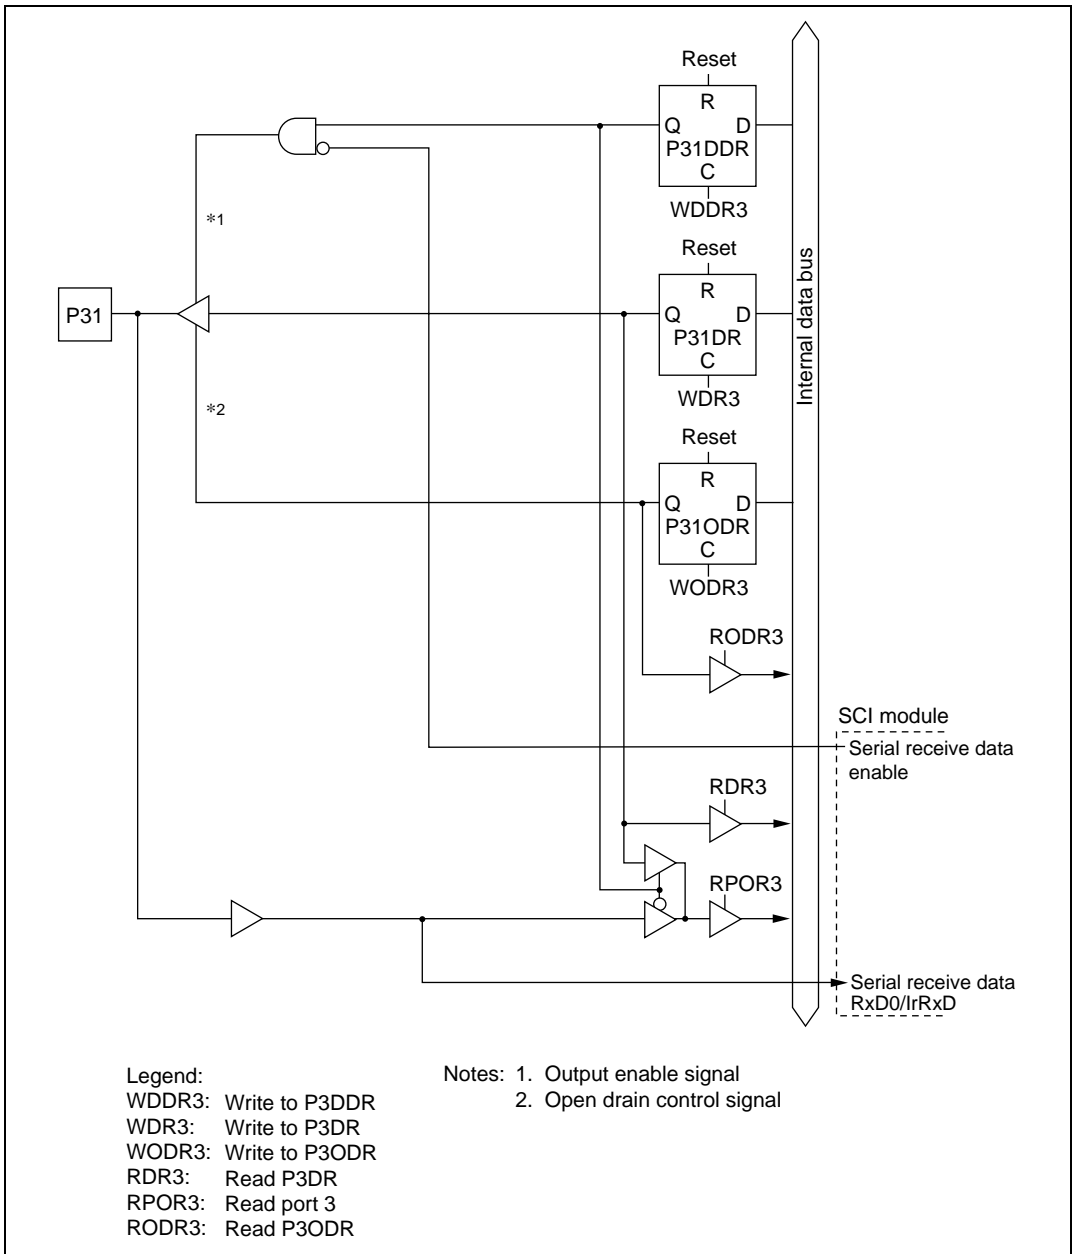 Reset
R
Q D
P31DDR
C
WDDR3
*1
Reset
R
P31
Q D
P31DR
C
WDR3
Internal data bus
*2
Reset
R
Q D
P31ODR
C
WODR3
RODR3
SCI module
Serial receive data
enable
RDR3
RPOR3
Serial receive data
RxD0/IrRxD
Legend:
WDDR3: Write to P3DDR
WDR3: Write to P3DR
WODR3: Write to P3ODR
RDR3: Read P3DR
RPOR3: Read port 3
RODR3: Read P3ODR
Notes: 1. Output enable signal
2. Open drain control signal